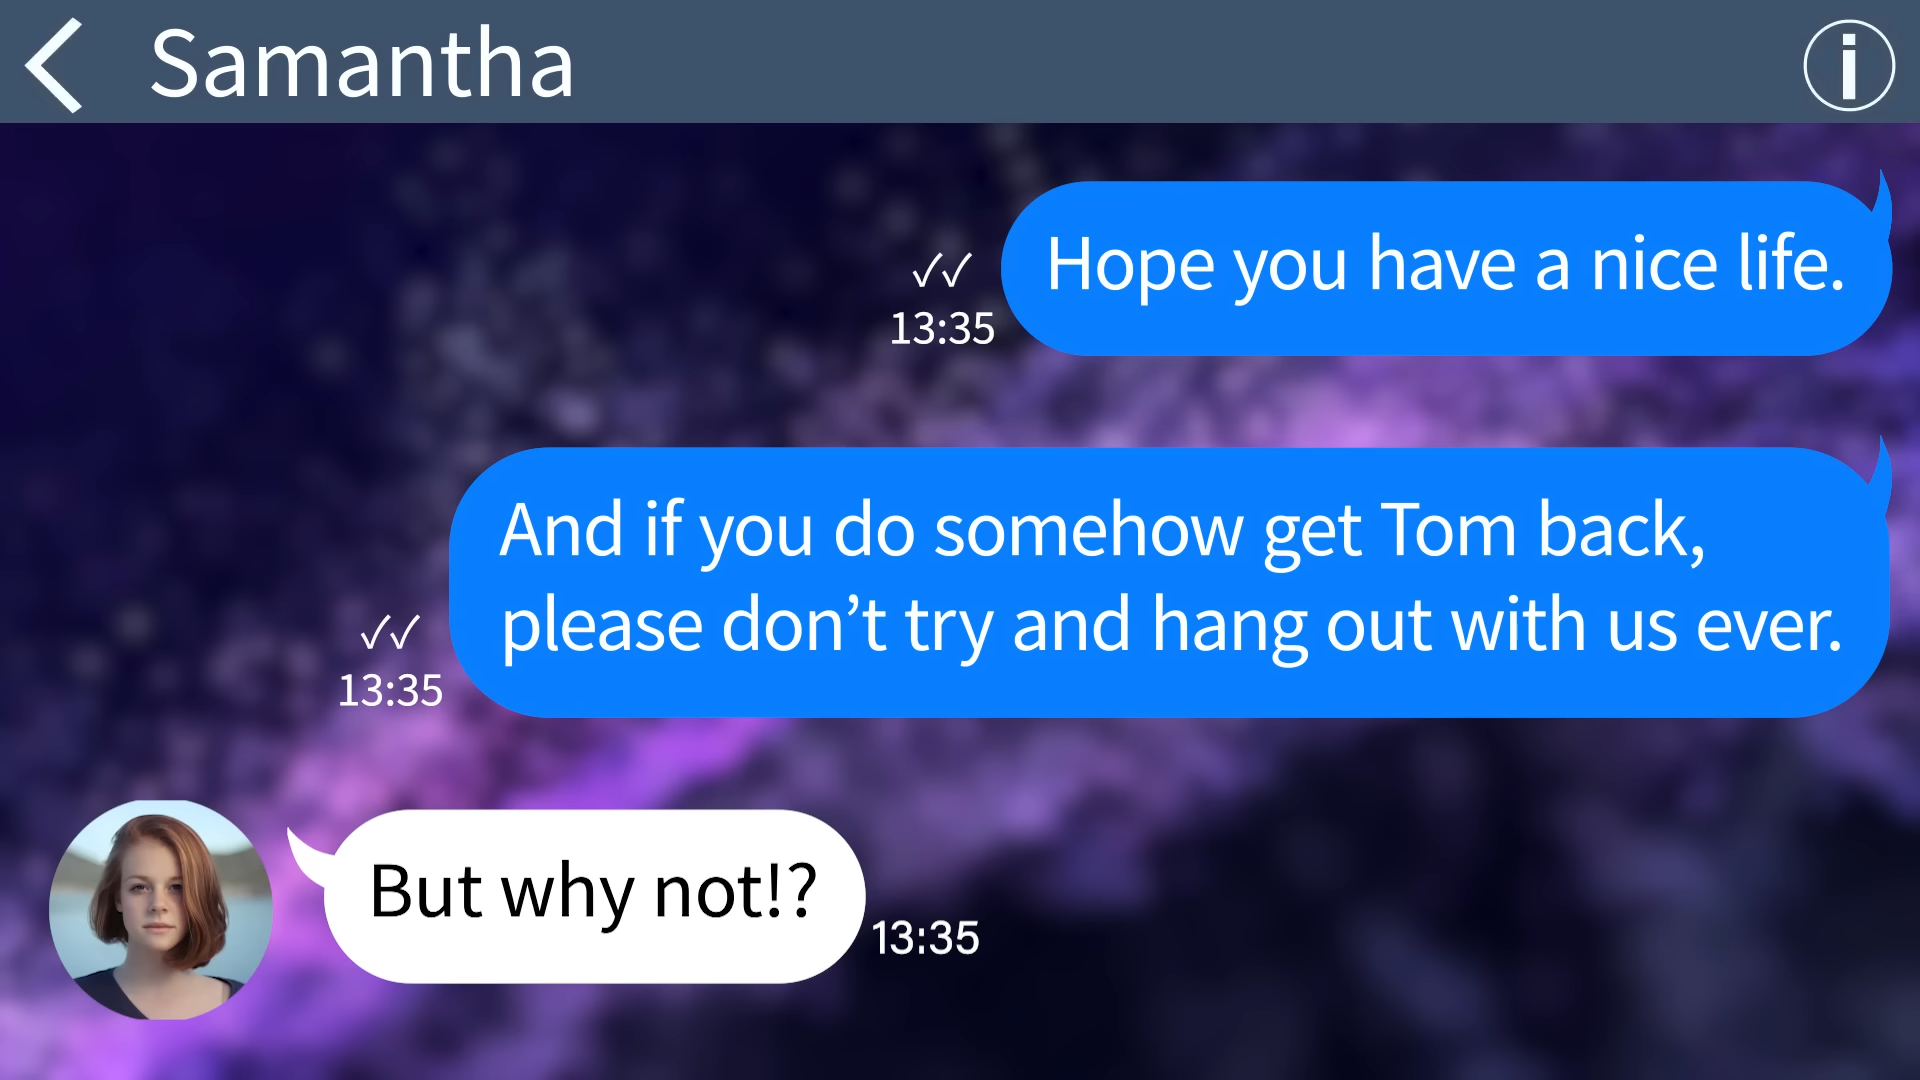 Samantha
Hope you have a nice life.
✓✓
13:35
And if you do somehow get Tom back,
please don’t try and hang out with us ever.
✓✓
13:35
But why not!?
13:35